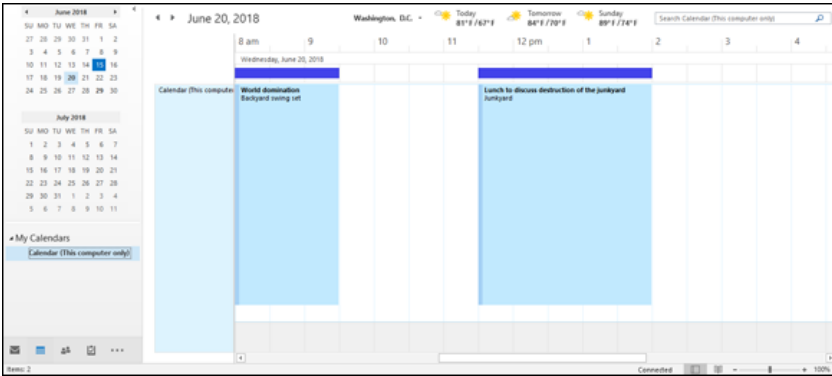 June 2018
SU MO TU WE TH FR SA
27 28 29 30 31 1 2
3 4 5 6 7 8 9
10 11 12 13 14 15 16
17 18 19 20 21 22 23
24 25 26 27 28 29 30
July 2018
SU MO TU WE TH FR SA
1 2 3 4 5 6 7
8 9 10 11 12 13 14
15 16 17 18 19 20 21
22 23 24 25 26 27 28
29 30 31 1 2 3 4
5 6 7 8 9 10 11
My Calendars
Calendar (This computer only)
Items: 2
June 20, 2018
Washington, D.C.
Today
81°F/67°F
Tomorrow
84°F/70°F
Sunday
89°F/74°F
Search Calendar (This computer only)
8 am 9 10 11 12 pm 1 2 3 4
Wednesday, June 20, 2018
Calendar (This computer
World domination
Backyard swing set
Lunch to discuss destruction of the junkyard
Junkyard
Connected
100%